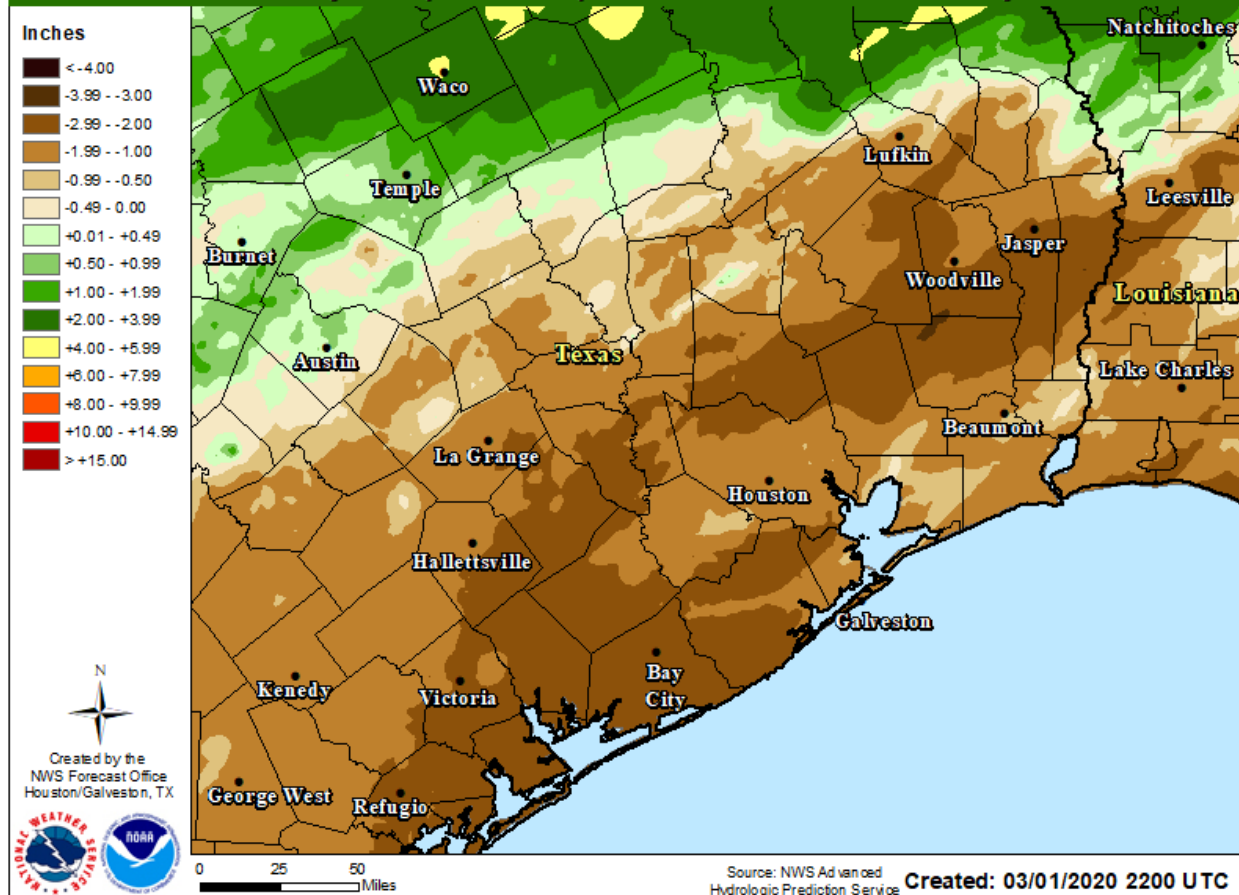 Inches
< -4.00
-3.99 - -3.00
-2.99 - -2.00
-1.99 - -1.00
-0.99 - -0.50
-0.49 - 0.00
+0.01 - +0.49
+0.50 - +0.99
+1.00 - +1.99
+2.00 - +3.99
+4.00 - +5.99
+6.00 - +7.99
+8.00 - +9.99
+10.00 - +14.99
> +15.00
Natchitoches
Waco
Lufkin
Temple
Leesville
Burnet
Jasper
Woodville
Louisiana
Austin
Texas
Lake Charles
La Grange
Beaumont
Houston
Hallettsville
Galveston
Bay
City
Kenedy
Victoria
George West
Refugio
N
Created by the
NWS Forecast Office
Houston/Galveston, TX
NATIONAL WEATHER SERVICE
NOAA
0 25 50
Miles
Source: NWS Advanced
Hydrologic Prediction Service
Created: 03/01/2020 2200 UTC